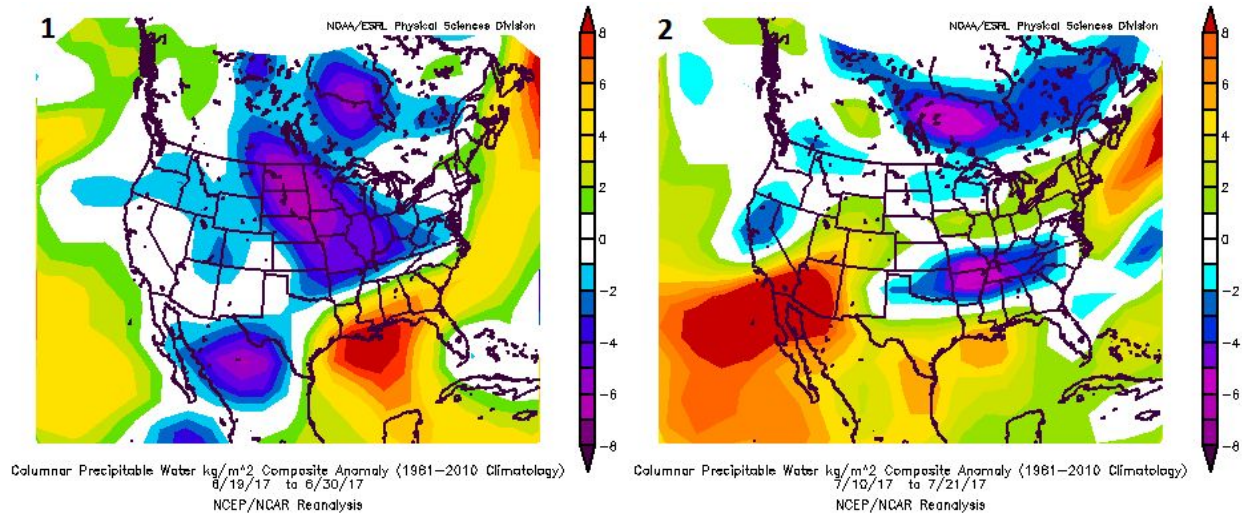 1
NOAA/ESRL Physical Sciences Division
8
6
4
2
0
-2
-4
-6
-8
Columnar Precipitable Water kg/m^2 Composite Anomaly (1981-2010 Climatology)
6/19/17 to 6/30/17
NCEP/NCAR Reanalysis
2
NOAA/ESRL Physical Sciences Division
8
6
4
2
0
-2
-4
-6
-8
Columnar Precipitable Water kg/m^2 Composite Anomaly (1981-2010 Climatology)
7/10/17 to 7/21/17
NCEP/NCAR Reanalysis